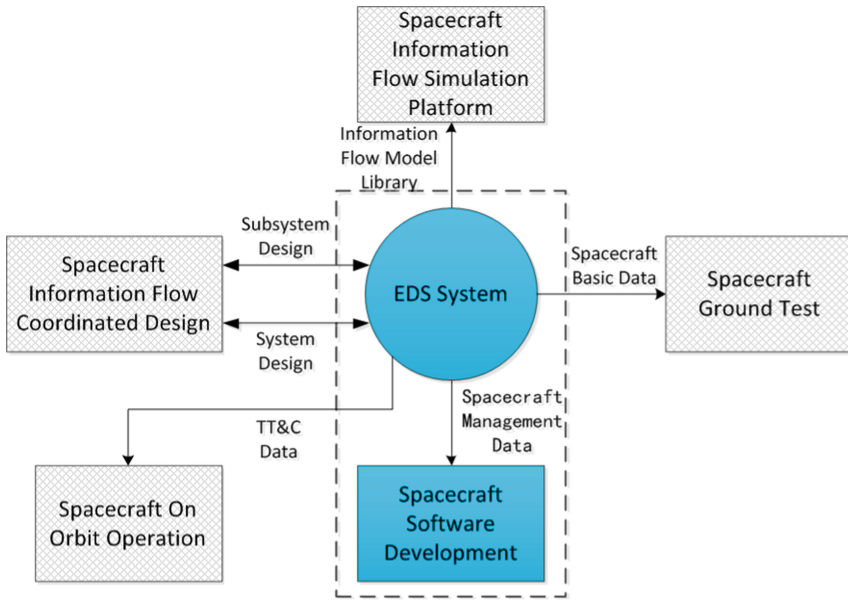 Spacecraft
Information
Flow Simulation
Platform
Information
Flow Model
Library
Subsystem
Design
Spacecraft
Information Flow
Coordinated Design
System
Design
EDS System
Spacecraft
Basic Data
Spacecraft
Ground Test
TT&C
Data
Spacecraft
Management
Data
Spacecraft On
Orbit Operation
Spacecraft
Software
Development